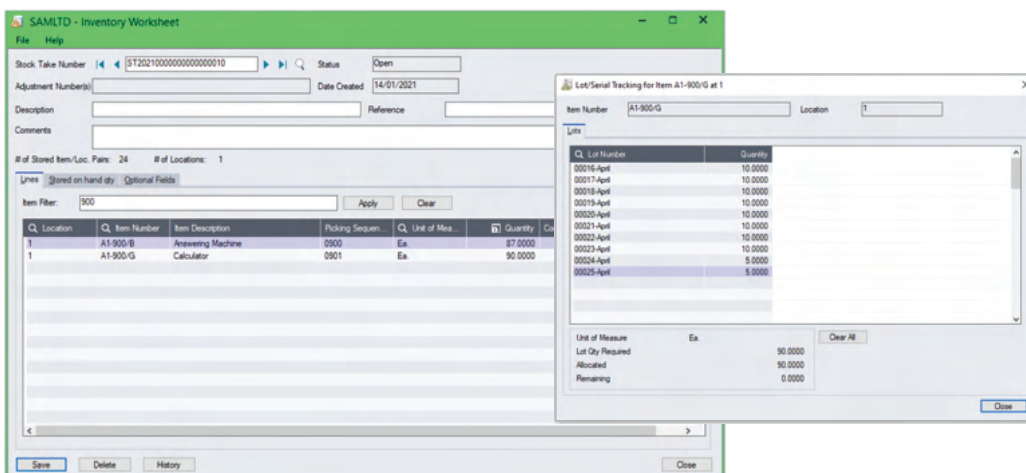 SAMLTD - Inventory Worksheet
File Help
Stock Take Number ST20210000000000000010 Status Open
Adjustment Number(s) Date Created 14/01/2021
Description Reference
Comments
# of Stored Item/Loc. Pairs: 24 # of Locations: 1
Lines Stored on hand qty Optional Fields
Item Filter: 900 Apply Clear
Location Item Number Item Description Picking Sequen... Unit of Mea... Quantity Co
1 A1-900/B Answering Machine 0900 Ea. 87.0000
1 A1-900/G Calculator 0901 Ea. 90.0000
Save Delete History Close
Lot/Serial Tracking for Item A1-900/G at 1
Item Number A1-900/G Location 1
Lots
Lot Number Quantity
00016-April 10.0000
00017-April 10.0000
00018-April 10.0000
00019-April 10.0000
00020-April 10.0000
00021-April 10.0000
00022-April 10.0000
00023-April 10.0000
00024-April 5.0000
00025-April 5.0000
Unit of Measure Ea. Clear All
Lot Qty Required 90.0000
Allocated 90.0000
Remaining 0.0000
Close